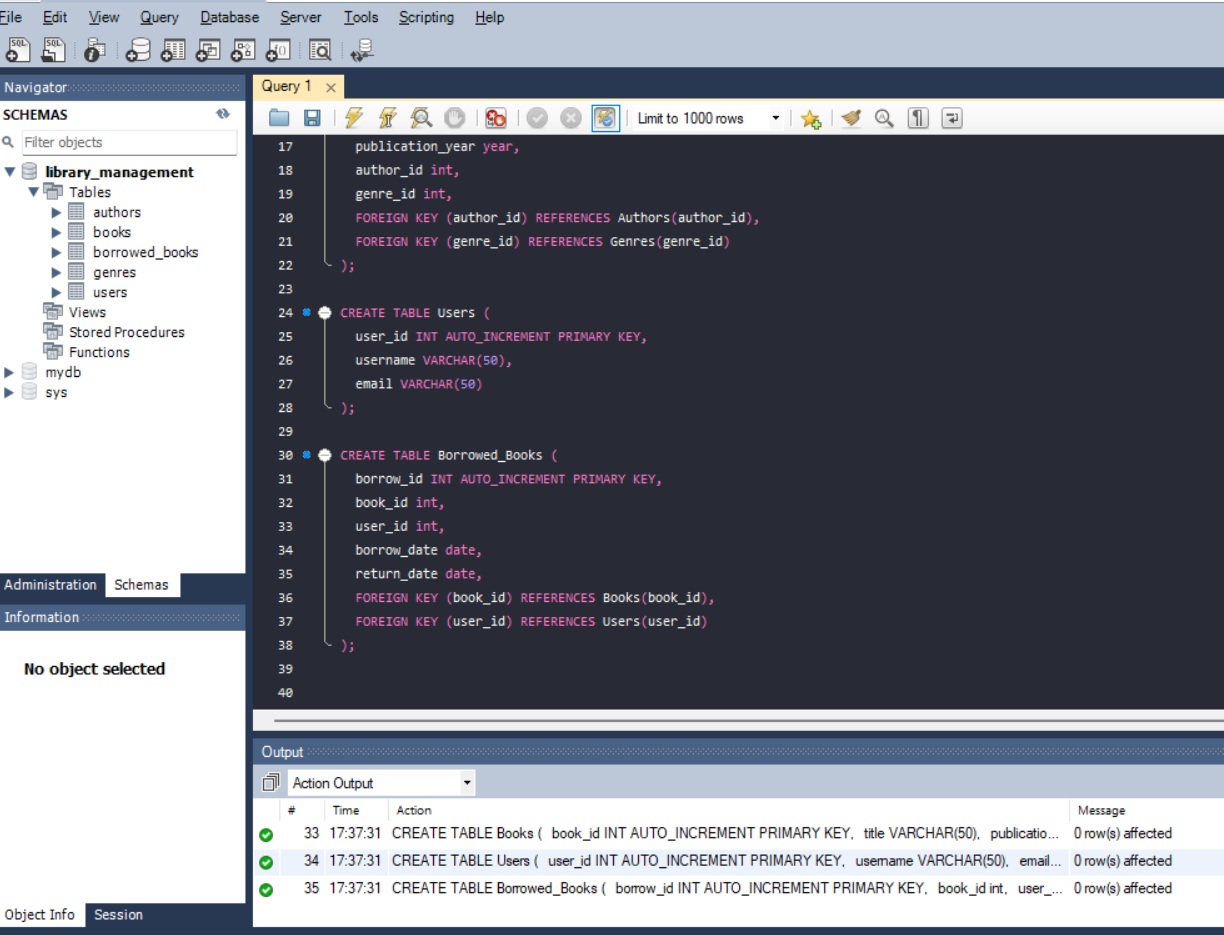 File Edit View Query Database Server Tools Scripting Help
SQL SQL
Navigator
SCHEMAS
Filter objects
library_management
Tables
authors
books
borrowed_books
genres
users
Views
Stored Procedures
Functions
mydb
sys
Administration Schemas
Information
No object selected
Object Info Session
Query 1
Limit to 1000 rows
17 publication_year year,
18 author_id int,
19 genre_id int,
20 FOREIGN KEY (author_id) REFERENCES Authors(author_id),
21 FOREIGN KEY (genre_id) REFERENCES Genres(genre_id)
22 );
23
24 CREATE TABLE Users (
25 user_id INT AUTO_INCREMENT PRIMARY KEY,
26 username VARCHAR(50),
27 email VARCHAR(50)
28 );
29
30 CREATE TABLE Borrowed_Books (
31 borrow_id INT AUTO_INCREMENT PRIMARY KEY,
32 book_id int,
33 user_id int,
34 borrow_date date,
35 return_date date,
36 FOREIGN KEY (book_id) REFERENCES Books(book_id),
37 FOREIGN KEY (user_id) REFERENCES Users(user_id)
38 );
39
40
Output
Action Output
# Time Action Message
33 17:37:31 CREATE TABLE Books ( book_id INT AUTO_INCREMENT PRIMARY KEY, title VARCHAR(50), publicatio... 0 row(s) affected
34 17:37:31 CREATE TABLE Users ( user_id INT AUTO_INCREMENT PRIMARY KEY, username VARCHAR(50), email... 0 row(s) affected
35 17:37:31 CREATE TABLE Borrowed_Books ( borrow_id INT AUTO_INCREMENT PRIMARY KEY, book_id int, user_... 0 row(s) affected